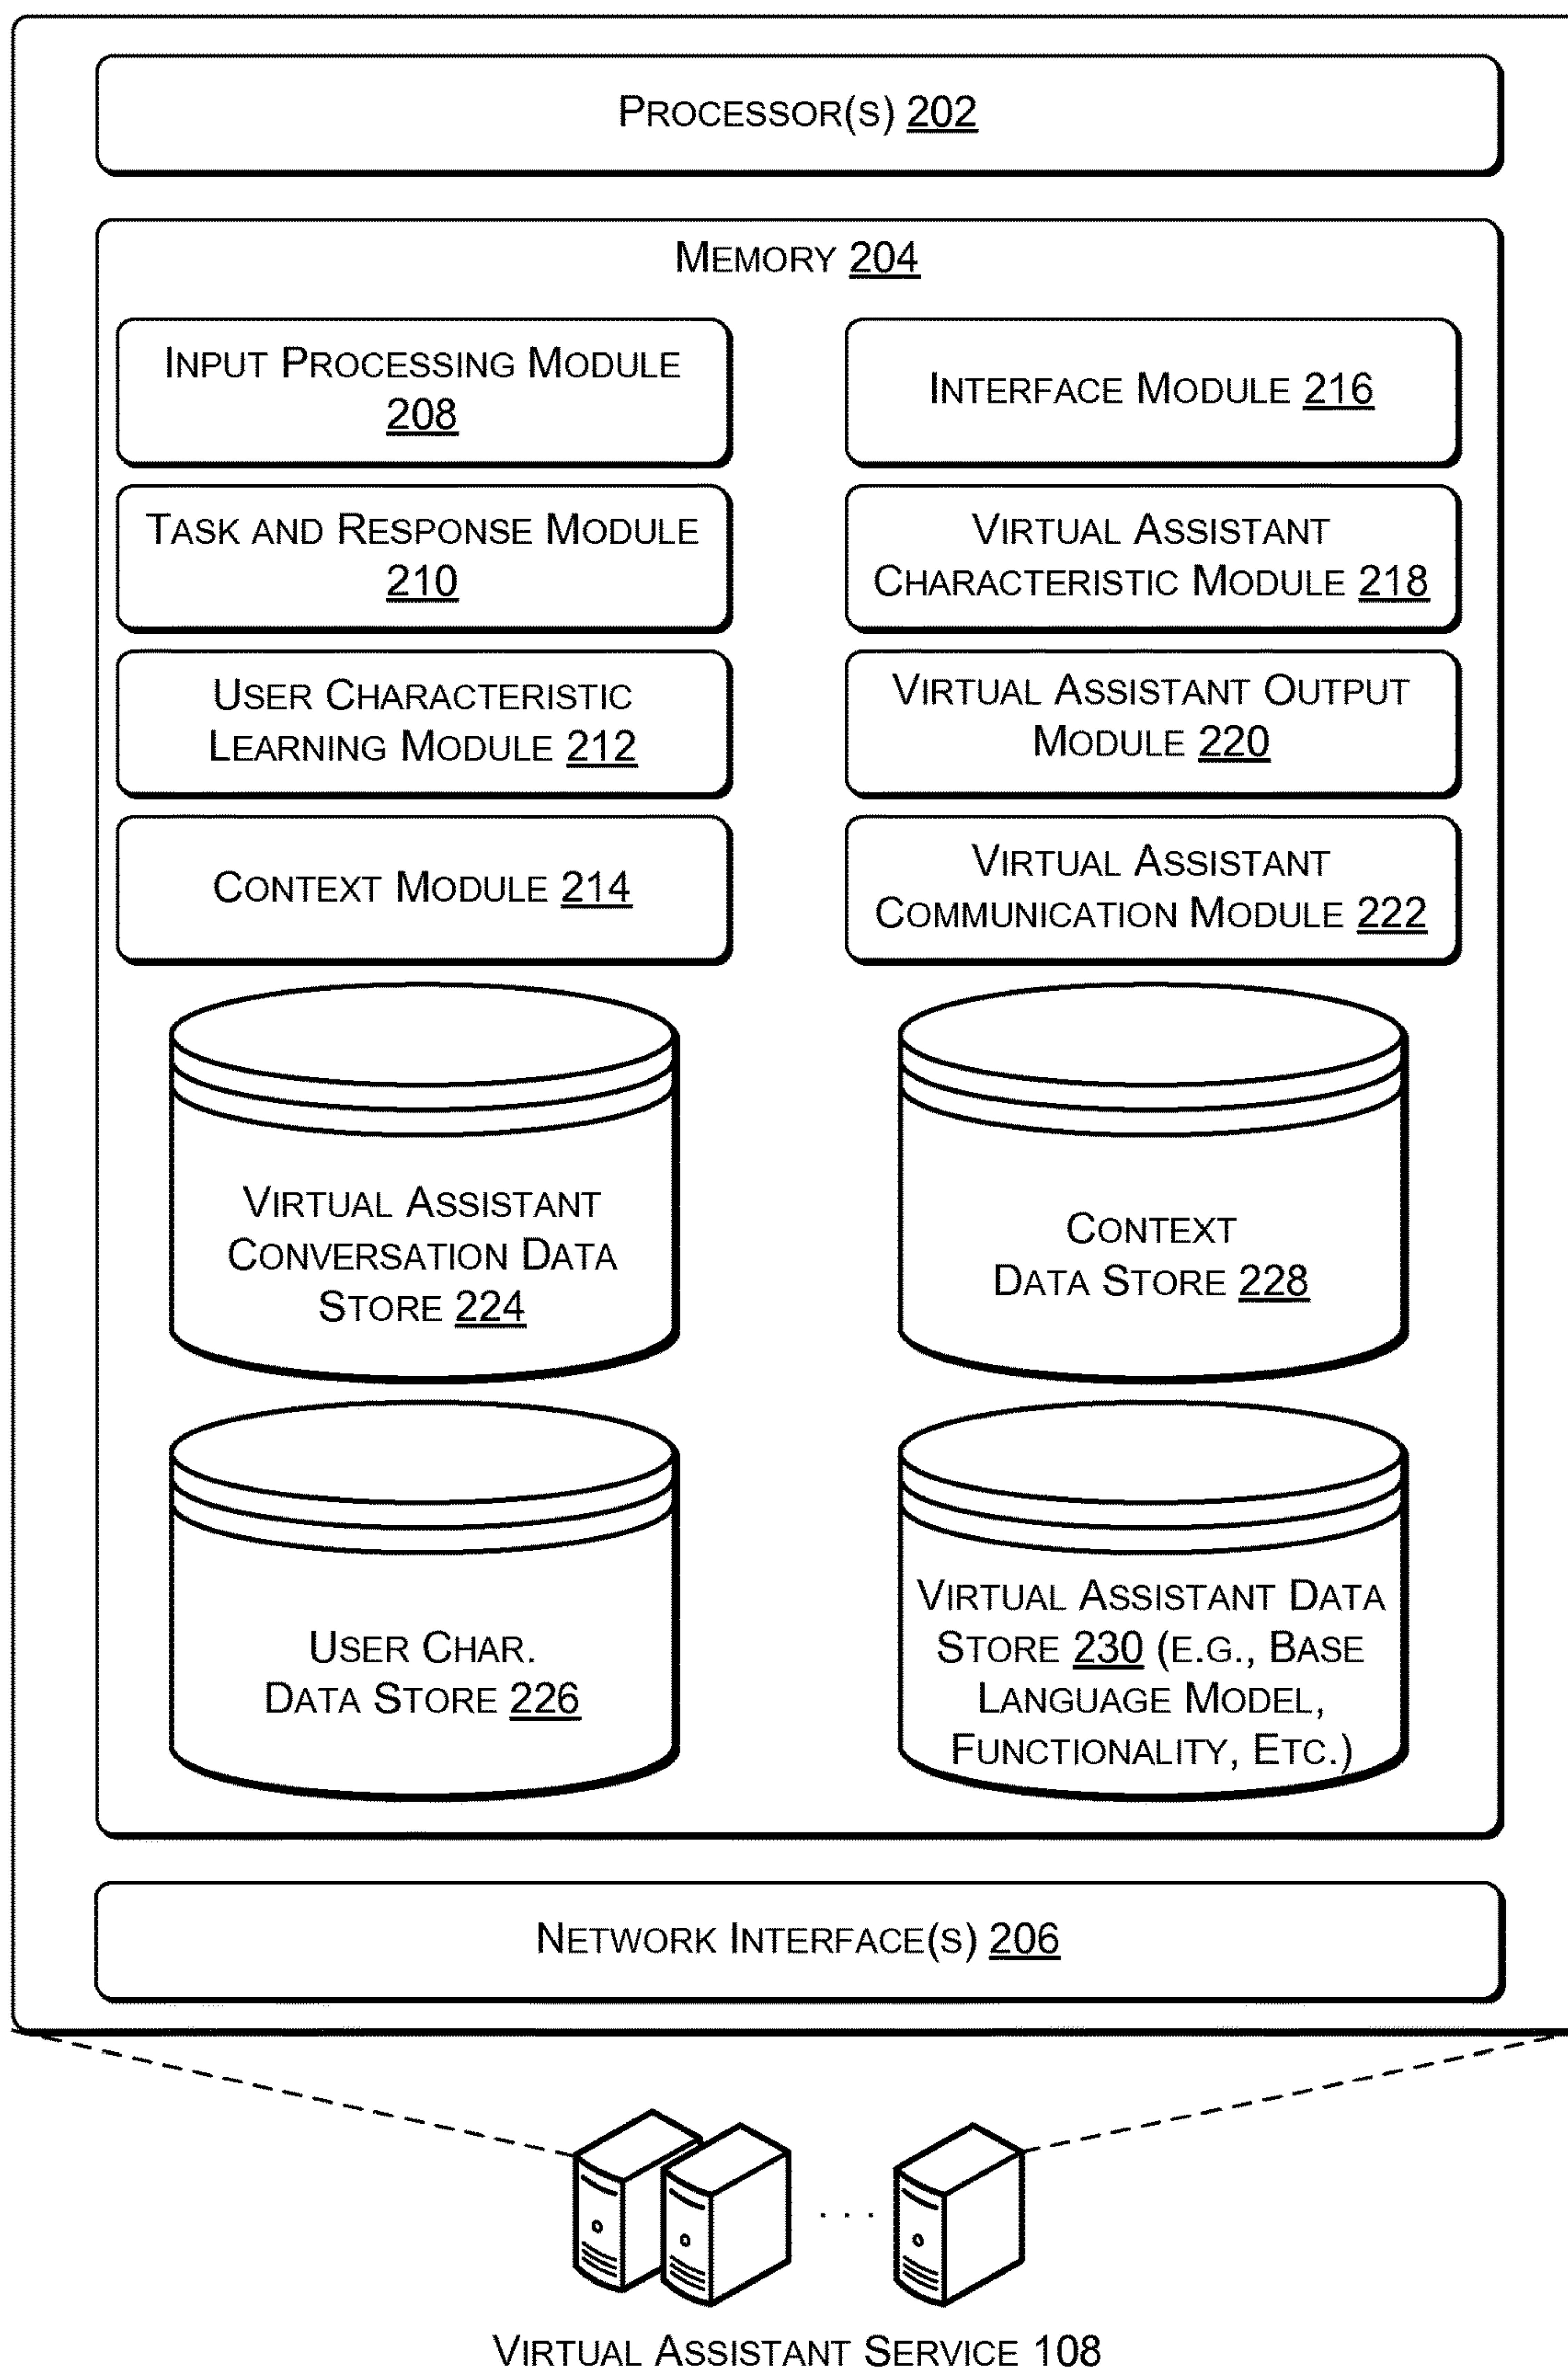 PROCESSOR(S) 202
MEMORY 204
INPUT PROCESSING MODULE
208
TASK AND RESPONSE MODULE
210
USER CHARACTERISTIC
LEARNING MODULE 212
CONTEXT MODULE 214
INTERFACE MODULE 216
VIRTUAL ASSISTANT
CHARACTERISTIC MODULE 218
VIRTUAL ASSISTANT OUTPUT
MODULE 220
VIRTUAL ASSISTANT
COMMUNICATION MODULE 222
VIRTUAL ASSISTANT
CONVERSATION DATA
STORE 224
CONTEXT
DATA STORE 228
USER CHAR.
DATA STORE 226
VIRTUAL ASSISTANT DATA
STORE 230 (E.G., BASE
LANGUAGE MODEL,
FUNCTIONALITY, ETC.)
NETWORK INTERFACE(S) 206
. . .
VIRTUAL ASSISTANT SERVICE 108